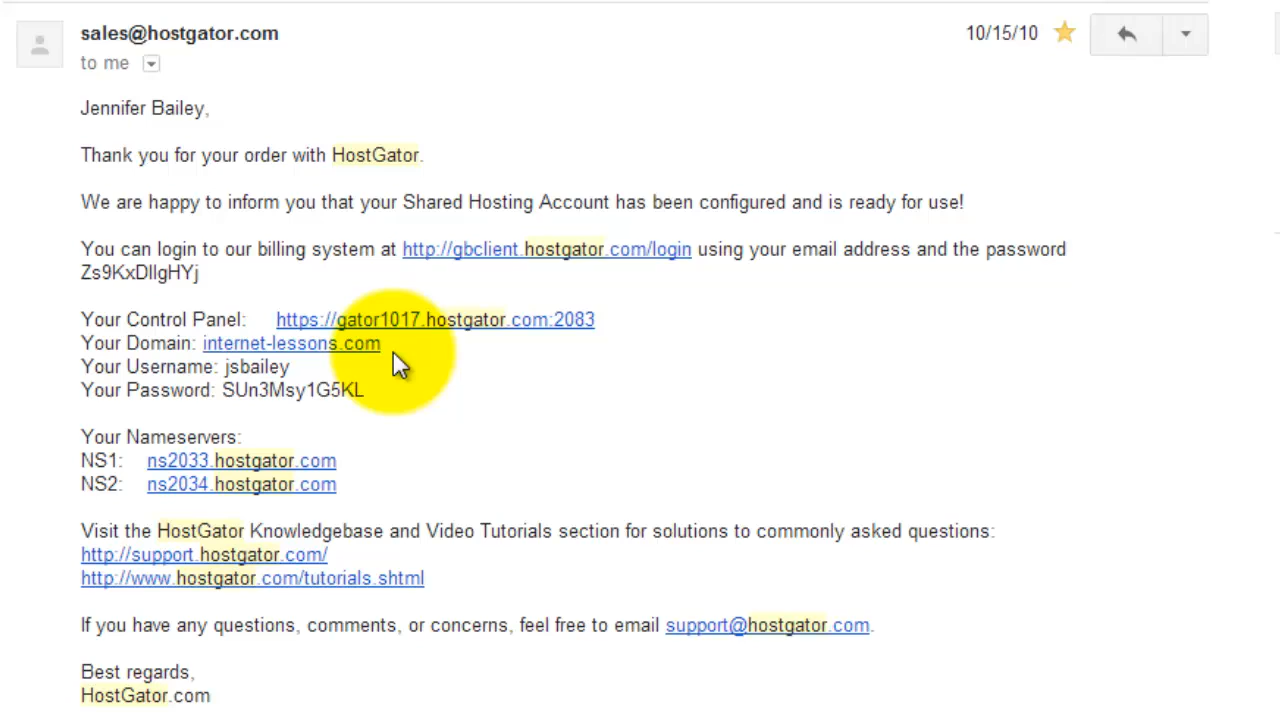 sales@hostgator.com
10/15/10
to me
Jennifer Bailey,
Thank you for your order with HostGator.
We are happy to inform you that your Shared Hosting Account has been configured and is ready for use!
You can login to our billing system at http://gbclient.hostgator.com/login using your email address and the password
Zs9KxDllgHYj
Your Control Panel: https://gator1017.hostgator.com:2083
Your Domain: internet-lessons.com
Your Username: jsbailey
Your Password: SUn3Msy1G5KL
Your Nameservers:
NS1: ns2033.hostgator.com
NS2: ns2034.hostgator.com
Visit the HostGator Knowledgebase and Video Tutorials section for solutions to commonly asked questions:
http://support.hostgator.com/
http://www.hostgator.com/tutorials.shtml
If you have any questions, comments, or concerns, feel free to email support@hostgator.com.
Best regards,
HostGator.com